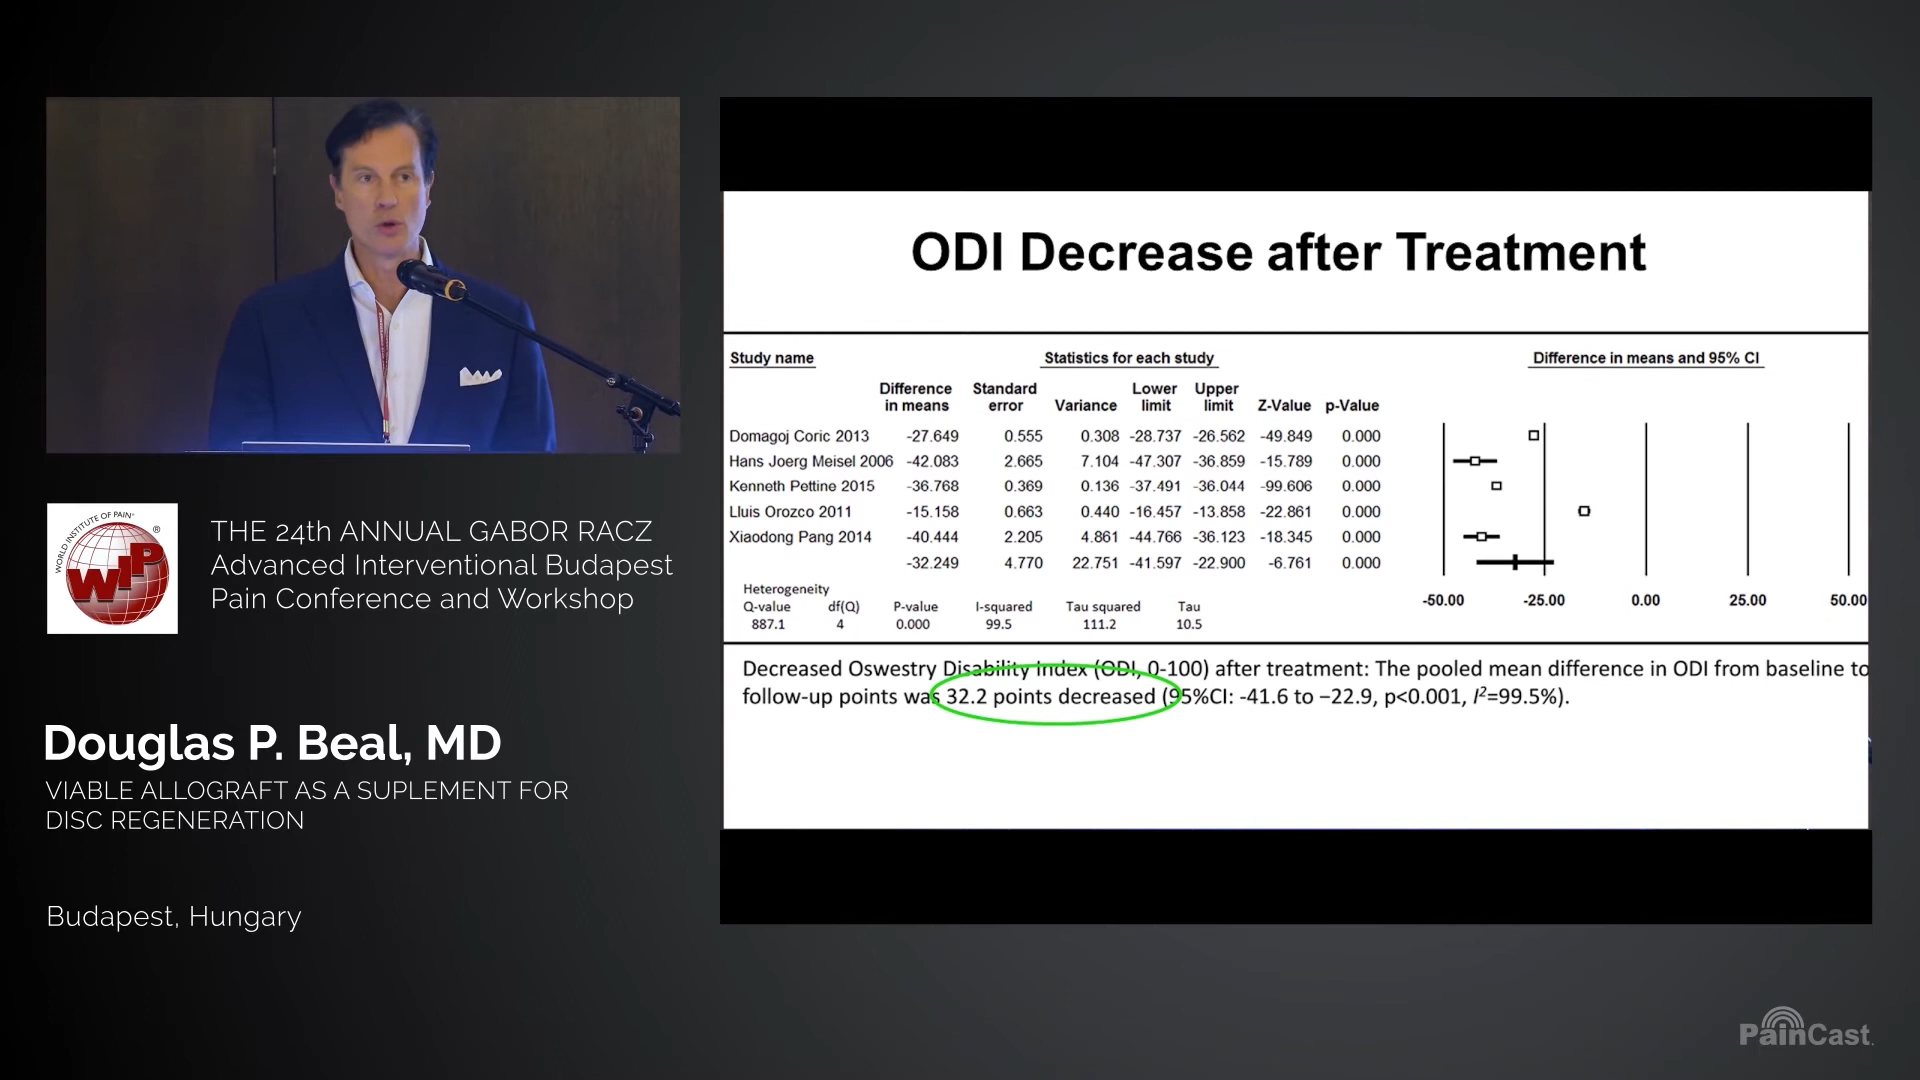 WORLD INSTITUTE OF PAIN®
WIP
®
THE 24th ANNUAL GABOR RACZ
Advanced Interventional Budapest
Pain Conference and Workshop
Douglas P. Beal, MD
VIABLE ALLOGRAFT AS A SUPLEMENT FOR
DISC REGENERATION
Budapest, Hungary
ODI Decrease after Treatment
Study name Statistics for each study Difference in means and 95% CI
Difference Standard Lower Upper
in means error Variance limit limit Z-Value p-Value
Domagoj Coric 2013 -27.649 0.555 0.308 -28.737 -26.562 -49.849 0.000
Hans Joerg Meisel 2006 -42.083 2.665 7.104 -47.307 -36.859 -15.789 0.000
Kenneth Pettine 2015 -36.768 0.369 0.136 -37.491 -36.044 -99.606 0.000
Lluis Orozco 2011 -15.158 0.663 0.440 -16.457 -13.858 -22.861 0.000
Xiaodong Pang 2014 -40.444 2.205 4.861 -44.766 -36.123 -18.345 0.000
-32.249 4.770 22.751 -41.597 -22.900 -6.761 0.000
Heterogeneity
Q-value df(Q) P-value I-squared Tau squared Tau
887.1 4 0.000 99.5 111.2 10.5
-50.00 -25.00 0.00 25.00 50.00
Decreased Oswestry Disability Index (ODI, 0-100) after treatment: The pooled mean difference in ODI from baseline to
follow-up points was 32.2 points decreased (95%CI: -41.6 to −22.9, p<0.001, I²=99.5%).
PainCast.